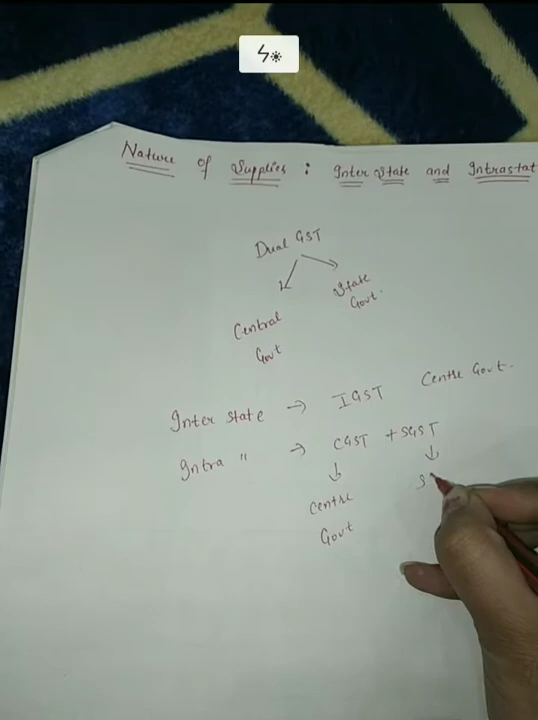 Nature of Supplies : Inter State and Intrastat
Dual GST
Central Govt
State Govt.
Inter state → IGST Centre Govt.
Intra " → CGST + SGST
↓ ↓
Centre Govt
S